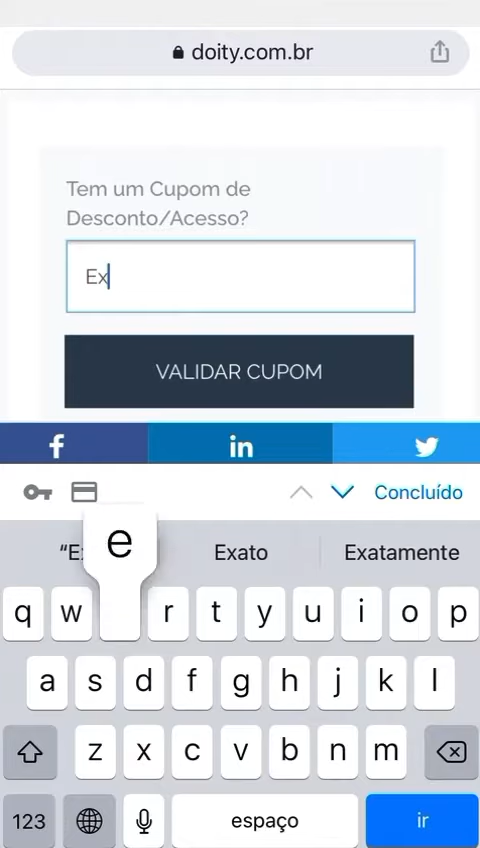 doity.com.br
Tem um Cupom de
Desconto/Acesso?
Ex
VALIDAR CUPOM
f in
Concluído
e
Exato Exatamente
q w r t y u i o p
a s d f g h j k l
z x c v b n m
123 espaço ir